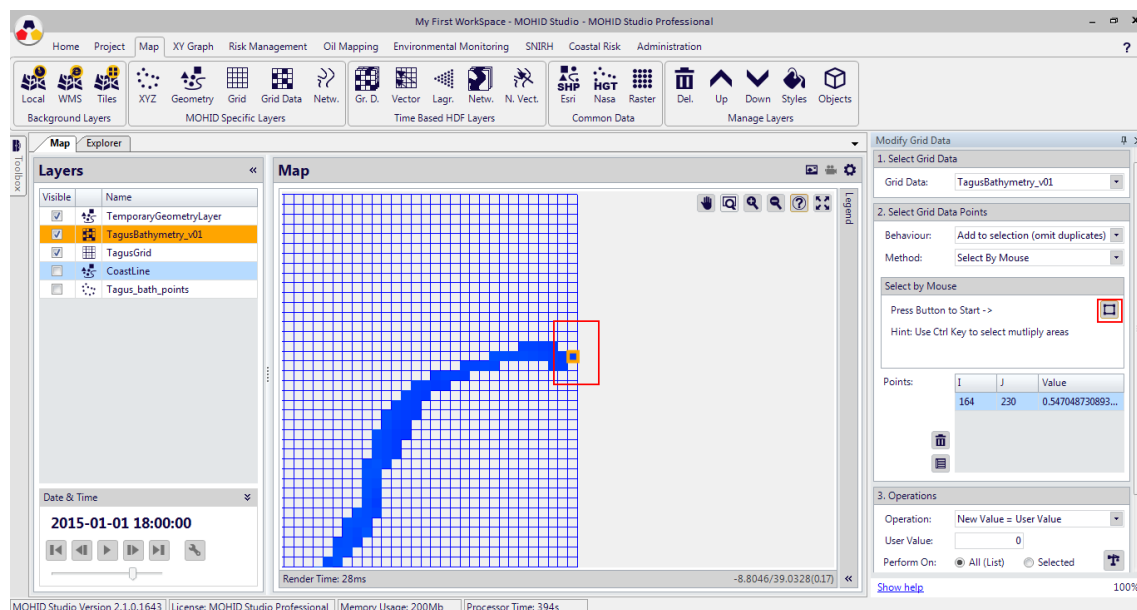 My First WorkSpace - MOHID Studio - MOHID Studio Professional
Home Project Map XY Graph Risk Management Oil Mapping Environmental Monitoring SNIRH Coastal Risk Administration ?
SHP HGT
Local WMS Tiles XYZ Geometry Grid Grid Data Netw. Gr. D. Vector Lagr. Netw. N. Vect. Esri Nasa Raster Del. Up Down Styles Objects
Background Layers MOHID Specific Layers Time Based HDF Layers Common Data Manage Layers
Toolbox
Map Explorer
Layers «
Visible Name
TemporaryGeometryLayer
TagusBathymetry_v01
TagusGrid
CoastLine
Tagus_bath_points
Date & Time
2015-01-01 18:00:00
Map
Legend
Render Time: 28ms -8.8046/39.0328(0.17) «
Modify Grid Data
1. Select Grid Data
Grid Data: TagusBathymetry_v01
2. Select Grid Data Points
Behaviour: Add to selection (omit duplicates)
Method: Select By Mouse
Select by Mouse
Press Button to Start ->
Hint: Use Ctrl Key to select mutliply areas
Points: I J Value
164 230 0.547048730893...
3. Operations
Operation: New Value = User Value
User Value: 0
Perform On: All (List) Selected
Show help 100%
MOHID Studio Version 2.1.0.1643 License: MOHID Studio Professional Memory Usage: 200Mb Processor Time: 394s